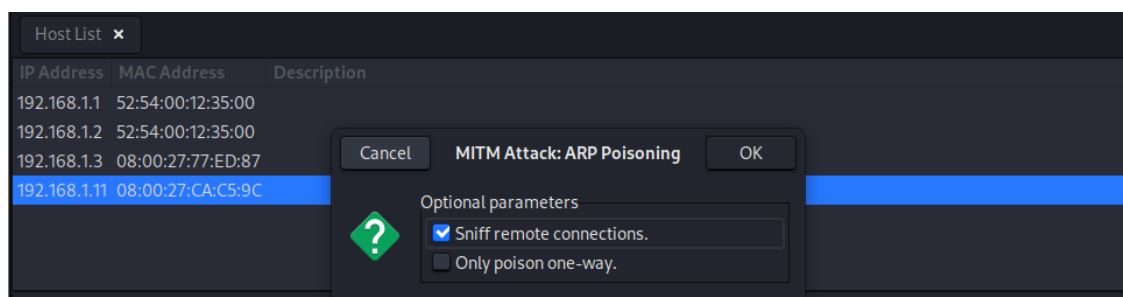 Host List ×
IP Address MAC Address Description
192.168.1.1 52:54:00:12:35:00
192.168.1.2 52:54:00:12:35:00
192.168.1.3 08:00:27:77:ED:87
192.168.1.11 08:00:27:CA:C5:9C
Cancel MITM Attack: ARP Poisoning OK
Optional parameters
Sniff remote connections.
Only poison one-way.